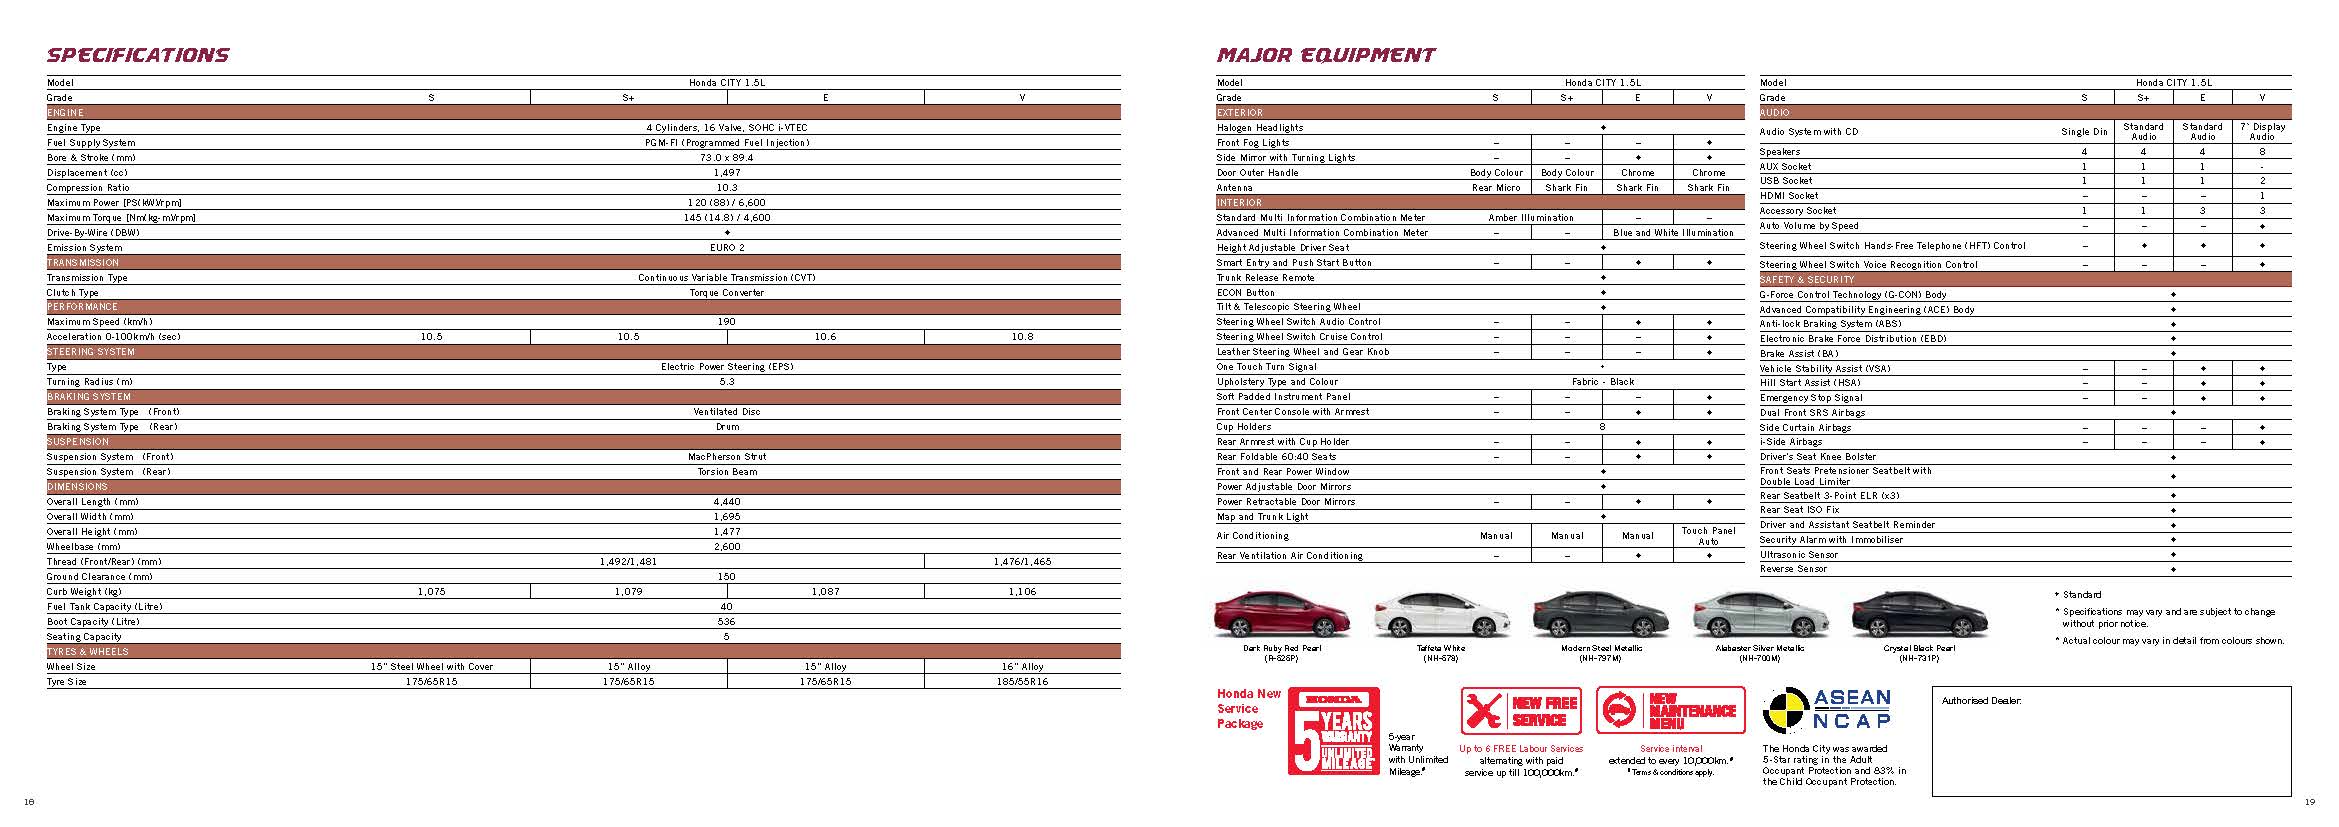 SPECIFICATIONS
Model Honda CITY 1.5L
Grade S S+ E V
ENGINE
Engine Type 4 Cylinders, 16 Valve, SOHC i-VTEC
Fuel Supply System PGM-FI (Programmed Fuel Injection)
Bore & Stroke (mm) 73.0 x 89.4
Displacement (cc) 1,497
Compression Ratio 10.3
Maximum Power [PS(kW)/rpm] 120 (88) / 6,600
Maximum Torque [Nm(kg-m)/rpm] 145 (14.8) / 4,600
Drive-By-Wire (DBW) ◆
Emission System EURO 2
TRANSMISSION
Transmission Type Continuous Variable Transmission (CVT)
Clutch Type Torque Converter
PERFORMANCE
Maximum Speed (km/h) 190
Acceleration 0-100km/h (sec) 10.5 10.5 10.6 10.8
STEERING SYSTEM
Type Electric Power Steering (EPS)
Turning Radius (m) 5.3
BRAKING SYSTEM
Braking System Type (Front) Ventilated Disc
Braking System Type (Rear) Drum
SUSPENSION
Suspension System (Front) MacPherson Strut
Suspension System (Rear) Torsion Beam
DIMENSIONS
Overall Length (mm) 4,440
Overall Width (mm) 1,695
Overall Height (mm) 1,477
Wheelbase (mm) 2,600
Thread (Front/Rear) (mm) 1,492/1,481 1,476/1,465
Ground Clearance (mm) 150
Curb Weight (kg) 1,075 1,079 1,087 1,106
Fuel Tank Capacity (Litre) 40
Boot Capacity (Litre) 536
Seating Capacity 5
TYRES & WHEELS
Wheel Size 15" Steel Wheel with Cover 15" Alloy 15" Alloy 16" Alloy
Tyre Size 175/65R15 175/65R15 175/65R15 185/55R16
18
MAJOR EQUIPMENT
Model Honda CITY 1.5L
Grade S S+ E V
EXTERIOR
Halogen Headlights ◆
Front Fog Lights – – – ◆
Side Mirror with Turning Lights – – ◆ ◆
Door Outer Handle Body Colour Body Colour Chrome Chrome
Antenna Rear Micro Shark Fin Shark Fin Shark Fin
INTERIOR
Standard Multi Information Combination Meter Amber Illumination – –
Advanced Multi Information Combination Meter – – Blue and White Illumination
Height Adjustable Driver Seat ◆
Smart Entry and Push Start Button – – ◆ ◆
Trunk Release Remote ◆
ECON Button ◆
Tilt & Telescopic Steering Wheel ◆
Steering Wheel Switch Audio Control – – ◆ ◆
Steering Wheel Switch Cruise Control – – – ◆
Leather Steering Wheel and Gear Knob – – – ◆
One Touch Turn Signal ◆
Upholstery Type and Colour Fabric - Black
Soft Padded Instrument Panel – – – ◆
Front Center Console with Armrest – – ◆ ◆
Cup Holders 8
Rear Armrest with Cup Holder – – ◆ ◆
Rear Foldable 60:40 Seats – – ◆ ◆
Front and Rear Power Window ◆
Power Adjustable Door Mirrors ◆
Power Retractable Door Mirrors – – ◆ ◆
Map and Trunk Light ◆
Air Conditioning Manual Manual Manual Touch Panel Auto
Rear Ventilation Air Conditioning – – ◆ ◆
Model Honda CITY 1.5L
Grade S S+ E V
AUDIO
Audio System with CD Single Din Standard Audio Standard Audio 7" Display Audio
Speakers 4 4 4 8
AUX Socket 1 1 1 -
USB Socket 1 1 1 2
HDMI Socket – – – 1
Accessory Socket 1 1 3 3
Auto Volume by Speed – – – ◆
Steering Wheel Switch Hands-Free Telephone (HFT) Control – ◆ ◆ ◆
Steering Wheel Switch Voice Recognition Control – – – ◆
SAFETY & SECURITY
G-Force Control Technology (G-CON) Body ◆
Advanced Compatibility Engineering (ACE) Body ◆
Anti-lock Braking System (ABS) ◆
Electronic Brake Force Distribution (EBD) ◆
Brake Assist (BA) ◆
Vehicle Stability Assist (VSA) – – ◆ ◆
Hill Start Assist (HSA) – – ◆ ◆
Emergency Stop Signal – – ◆ ◆
Dual Front SRS Airbags ◆
Side Curtain Airbags – – – ◆
i-Side Airbags – – – ◆
Driver's Seat Knee Bolster ◆
Front Seats Pretensioner Seatbelt with
Double Load Limiter ◆
Rear Seatbelt 3-Point ELR (x3) ◆
Rear Seat ISO Fix ◆
Driver and Assistant Seatbelt Reminder ◆
Security Alarm with Immobiliser ◆
Ultrasonic Sensor ◆
Reverse Sensor ◆
Dark Ruby Red Pearl
(R-526P)
Taffeta White
(NH-578)
Modern Steel Metallic
(NH-797M)
Alabaster Silver Metallic
(NH-700M)
Crystal Black Pearl
(NH-731P)
◆ Standard
* Specifications may vary and are subject to change
without prior notice.
* Actual colour may vary in detail from colours shown.
Honda New
Service
Package
HONDA
5 YEARS
WARRANTY
UNLIMITED
MILEAGE
5-year
Warranty
with Unlimited
Mileage.#
NEW FREE
SERVICE
Up to 6 FREE Labour Services
alternating with paid
service up till 100,000km.#
NEW
MAINTENANCE
MENU
Service interval
extended to every 10,000km.#
# Terms & conditions apply.
ASEAN
NCAP
The Honda City was awarded
5-Star rating in the Adult
Occupant Protection and 83% in
the Child Occupant Protection.
Authorised Dealer:
19